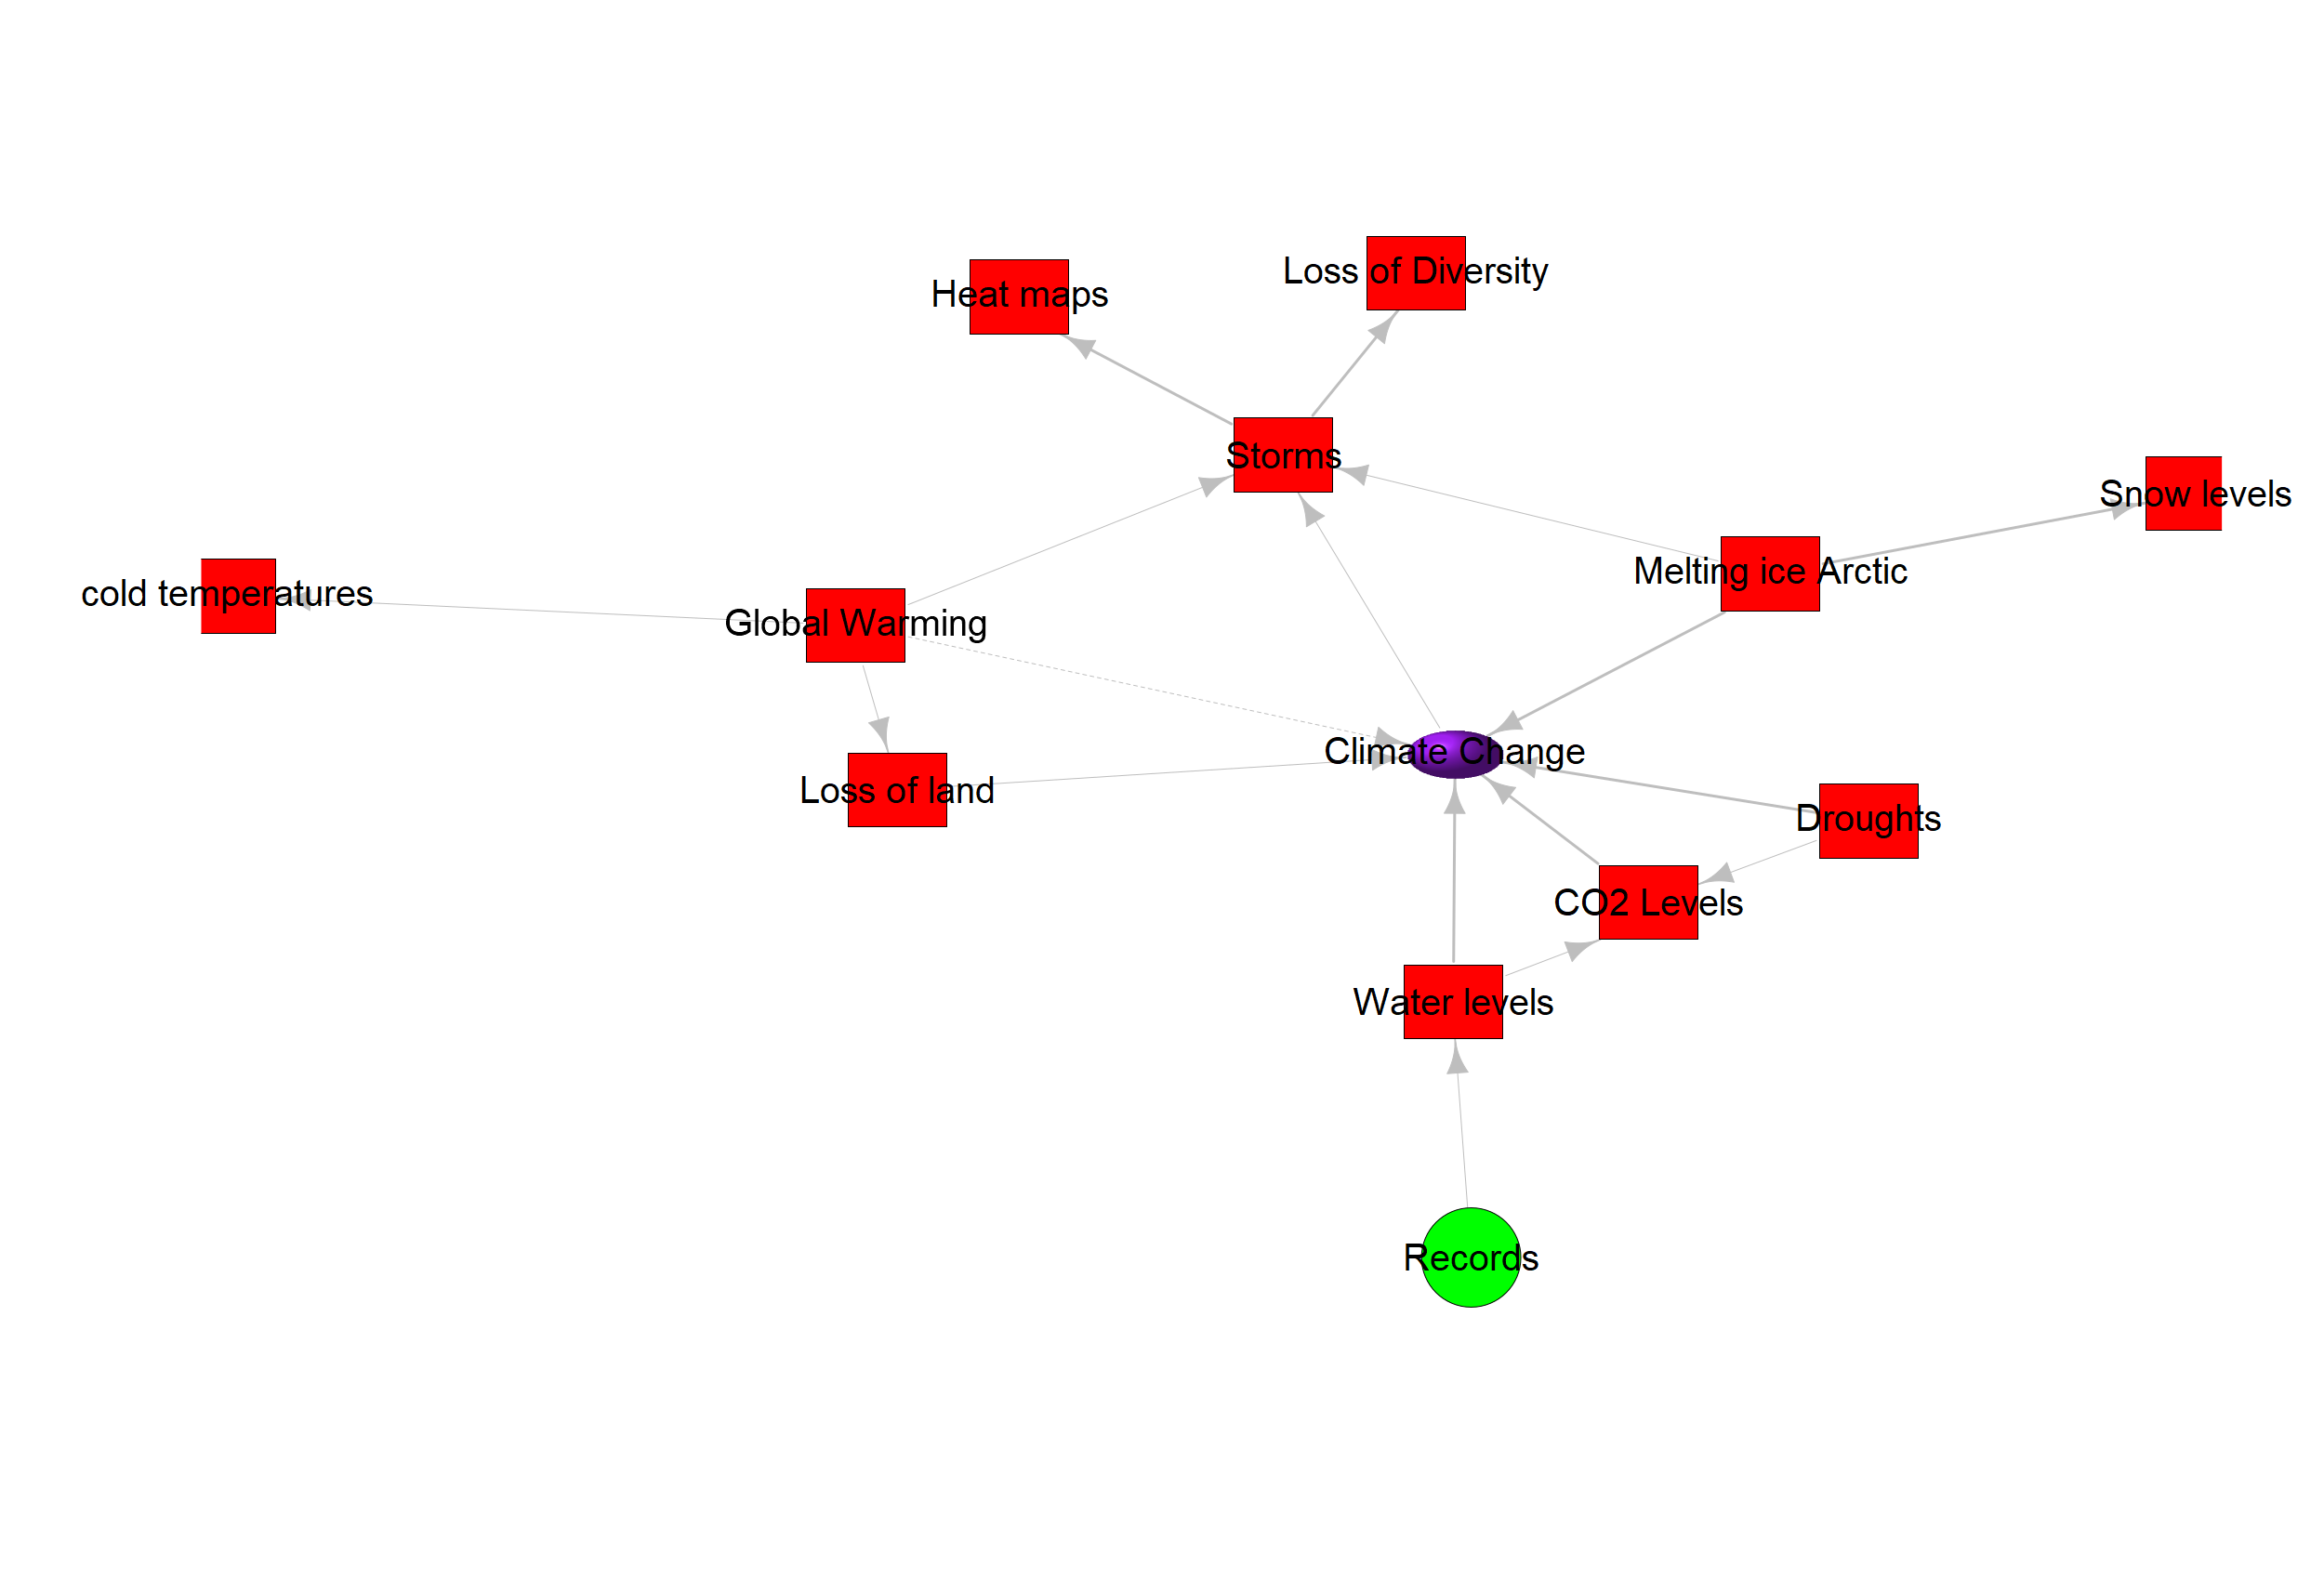 Loss of Diversity
Heat maps
Storms
Snow levels
Melting ice Arctic
cold temperatures
Global Warming
Climate Change
Loss of land
Droughts
CO2 Levels
Water levels
Records